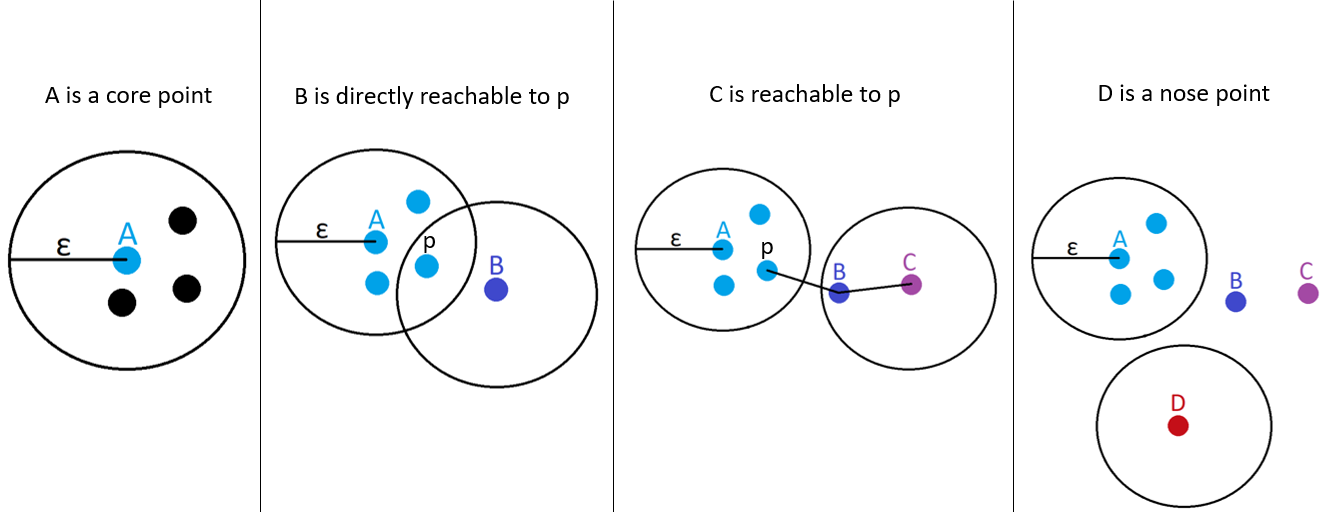 A is a core point
ε
A
B is directly reachable to p
ε
A
p
B
C is reachable to p
ε
A
p
B
C
D is a nose point
ε
A
B
C
D